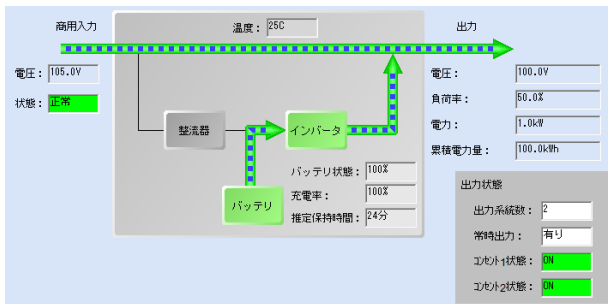 商用入力
温度： 25C
出力
電圧： 105.0V
状態： 正常
整流器
インバータ
バッテリ
バッテリ状態： 100%
充電率： 100%
推定保持時間： 24分
電圧： 100.0V
負荷率： 50.0%
電力： 1.0kW
累積電力量： 100.0kWh
出力状態
出力系統数： 2
常時出力： 有り
ｺﾝｾﾝﾄ1状態： ON
ｺﾝｾﾝﾄ2状態： ON